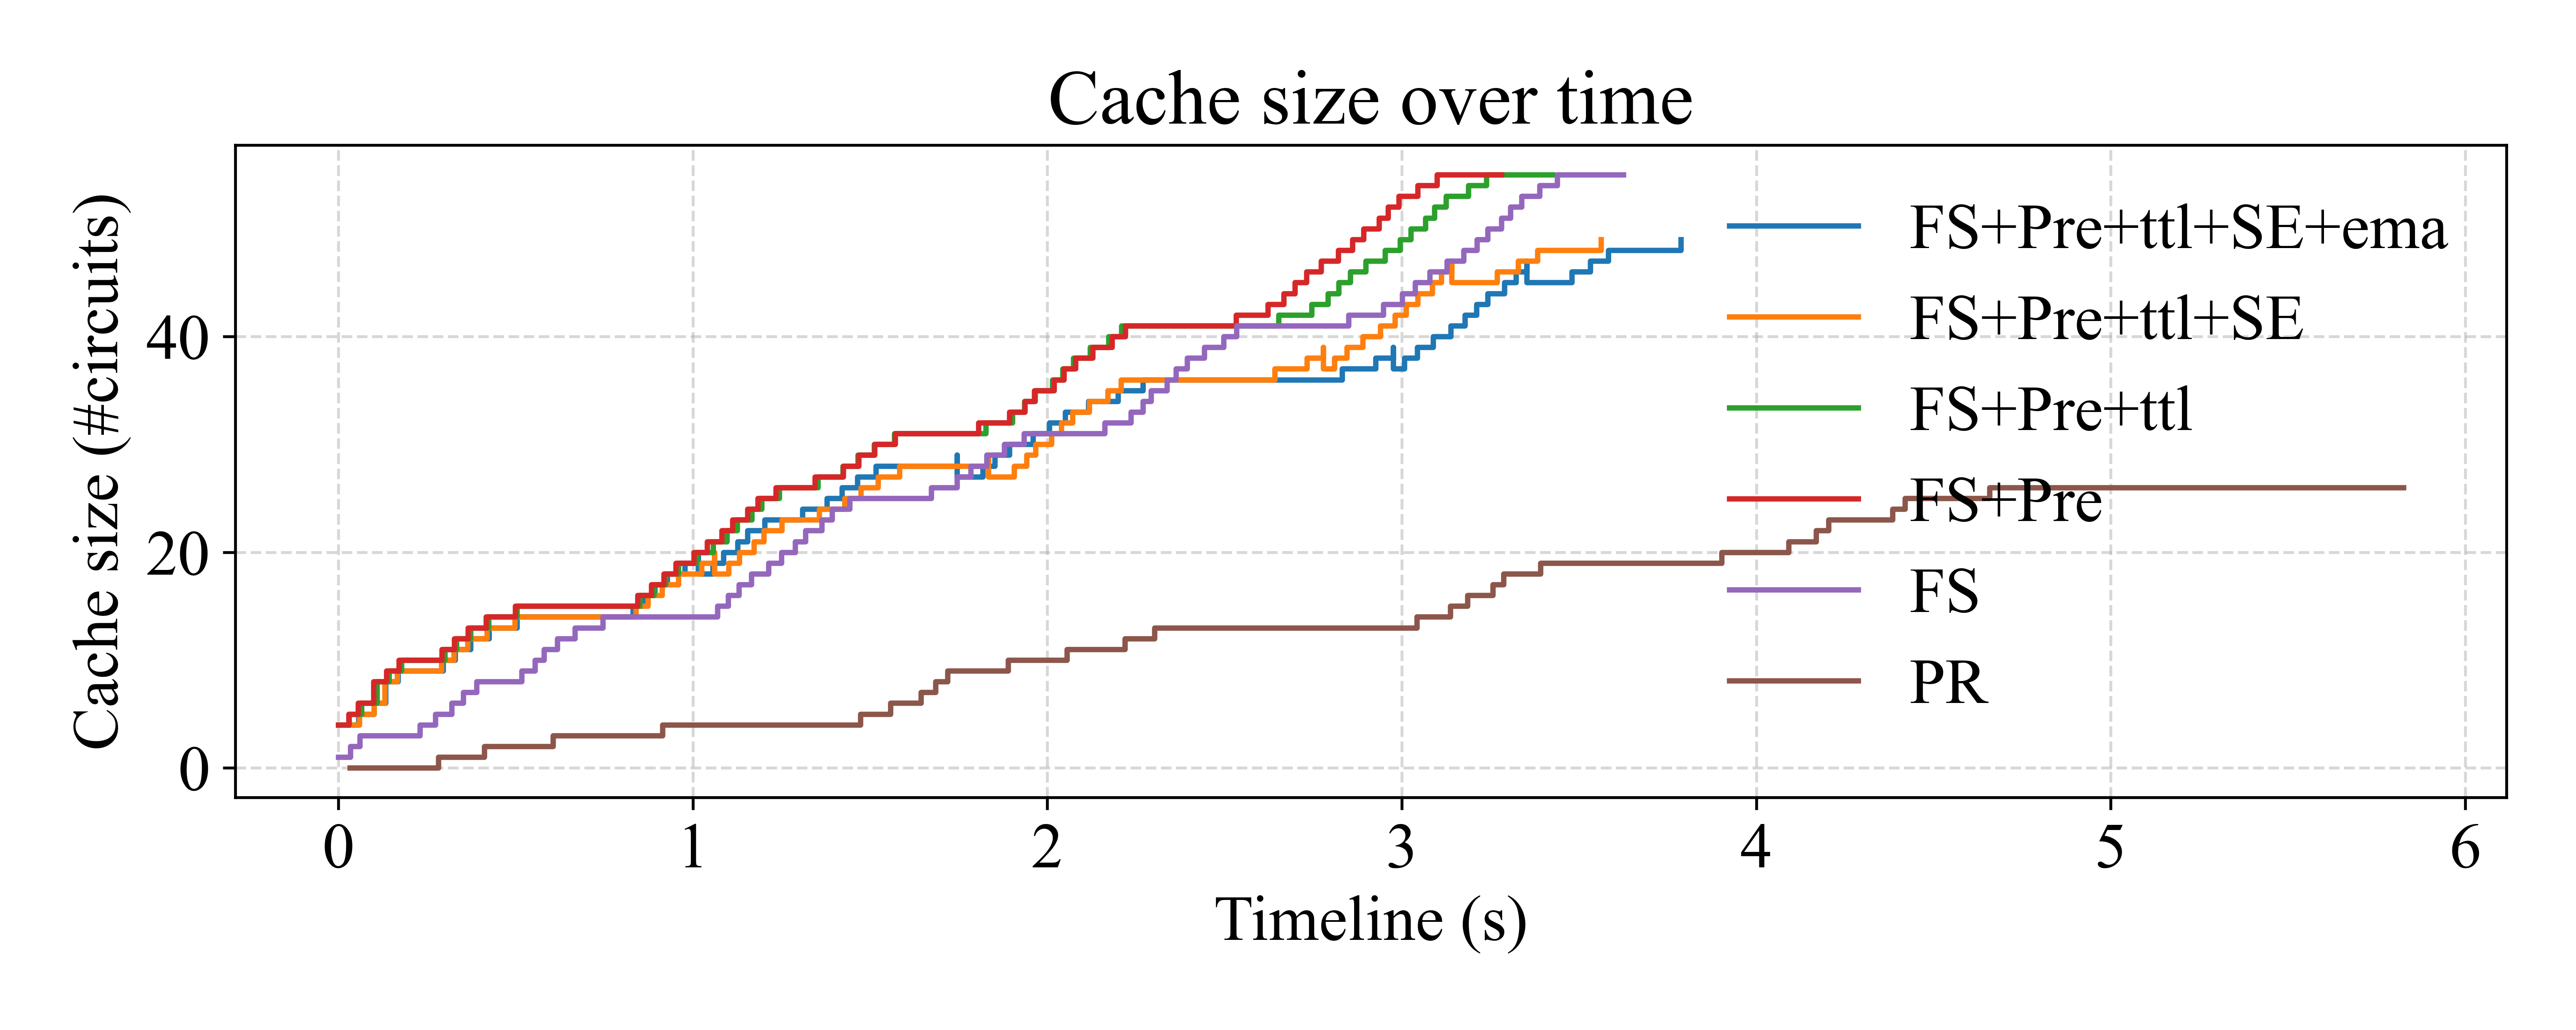 Cache size over time
Cache size (#circuits)
40
20
0
FS+Pre+ttl+SE+ema
FS+Pre+ttl+SE
FS+Pre+ttl
FS+Pre
FS
PR
0 1 2 3 4 5 6
Timeline (s)